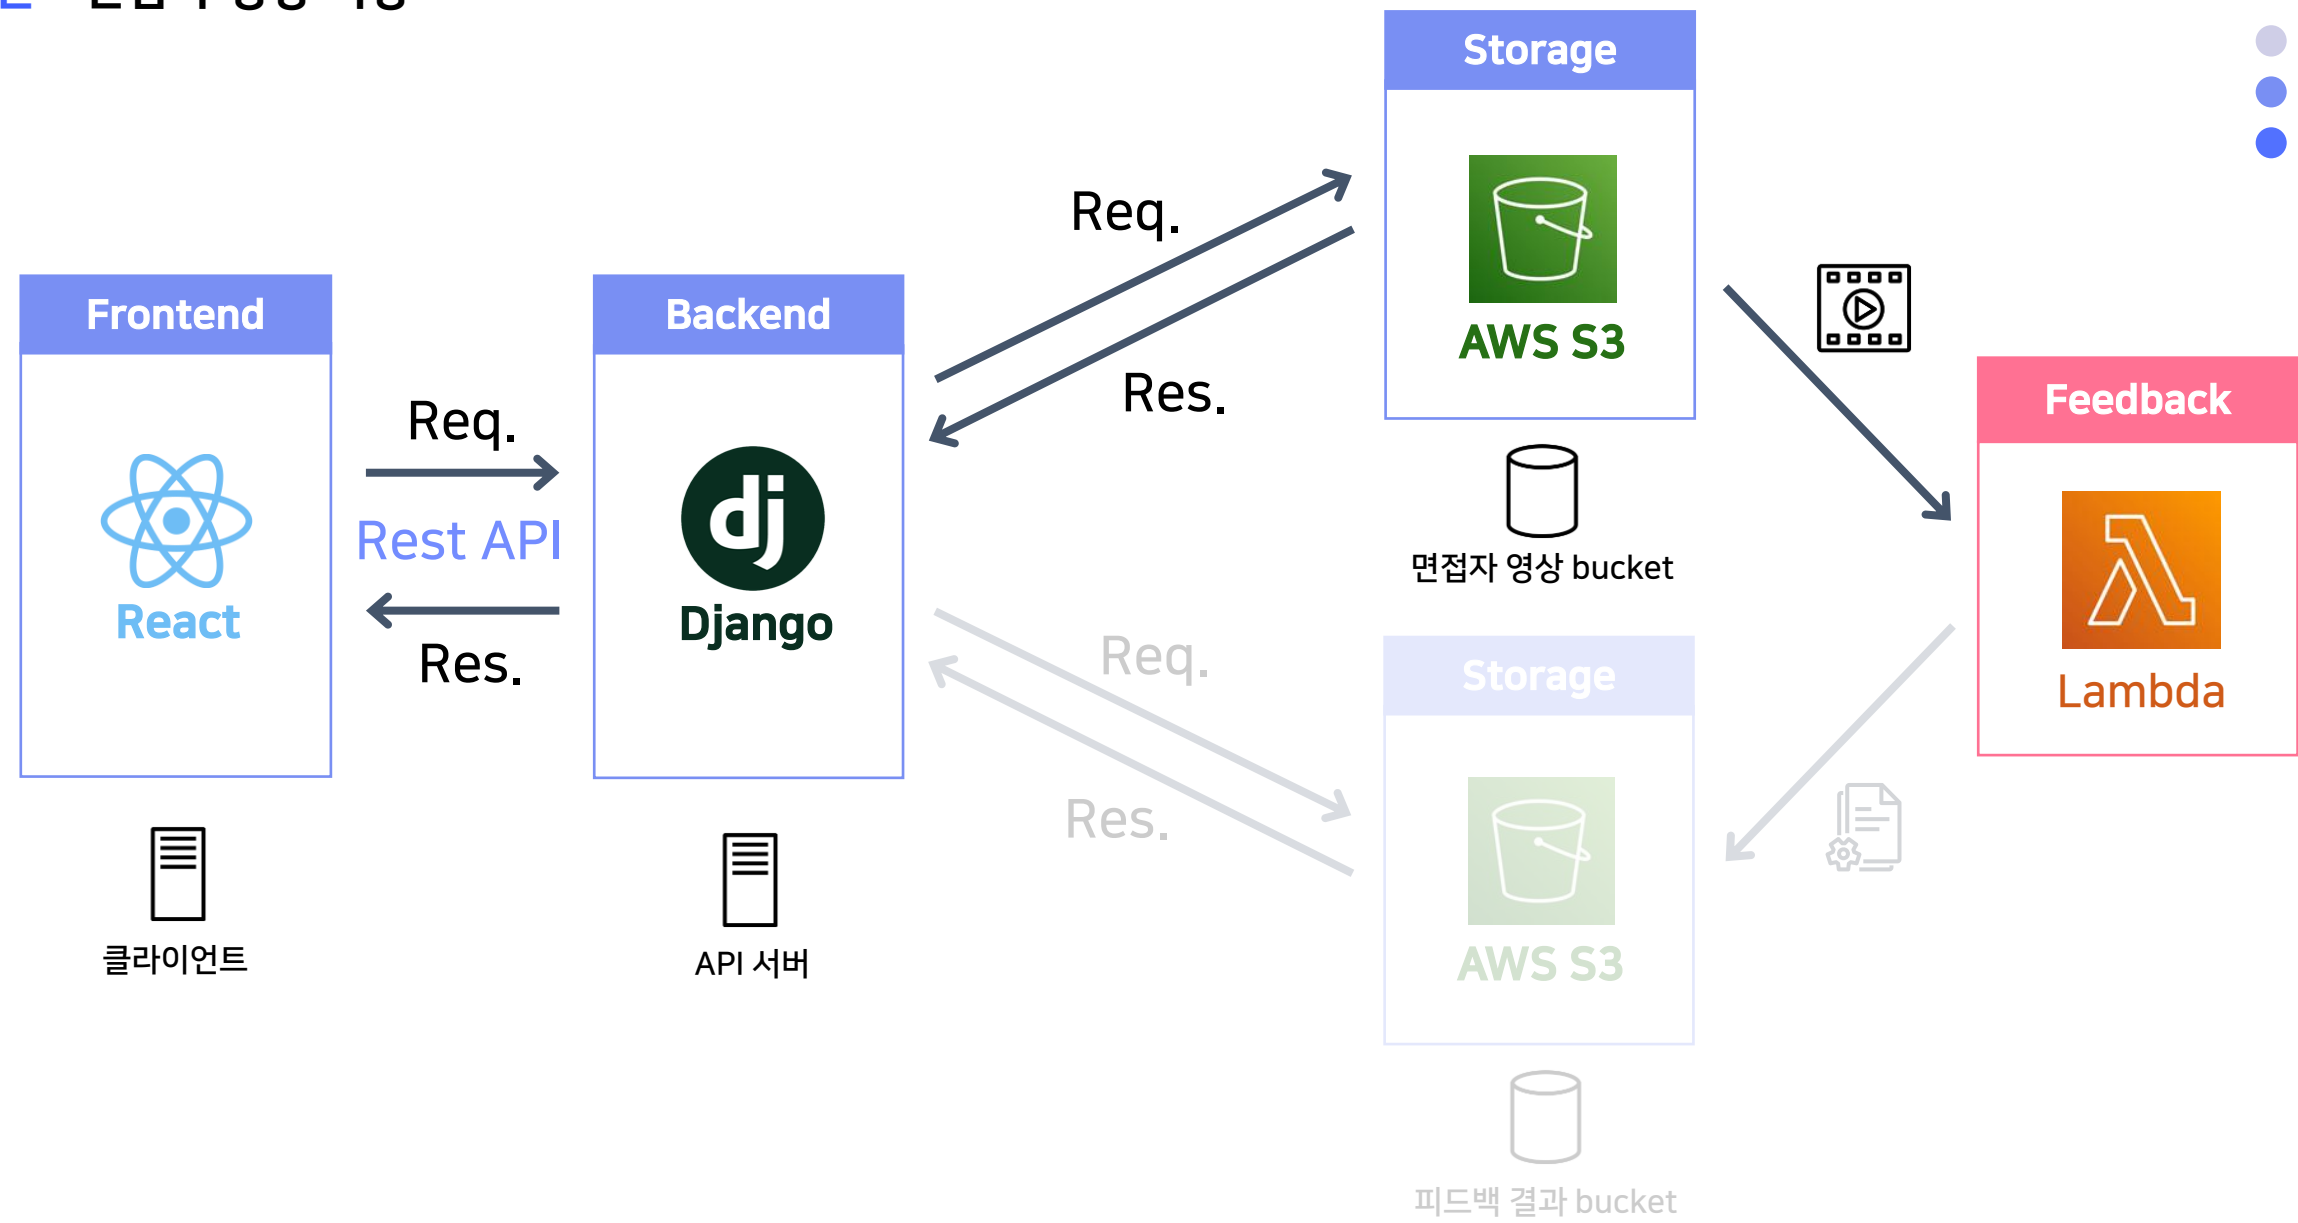 Storage
AWS S3
면접자 영상 bucket
Frontend
React
클라이언트
Req.
Rest API
Res.
Backend
dj
Django
API 서버
Req.
Res.
Req.
Res.
Storage
AWS S3
피드백 결과 bucket
Feedback
Lambda